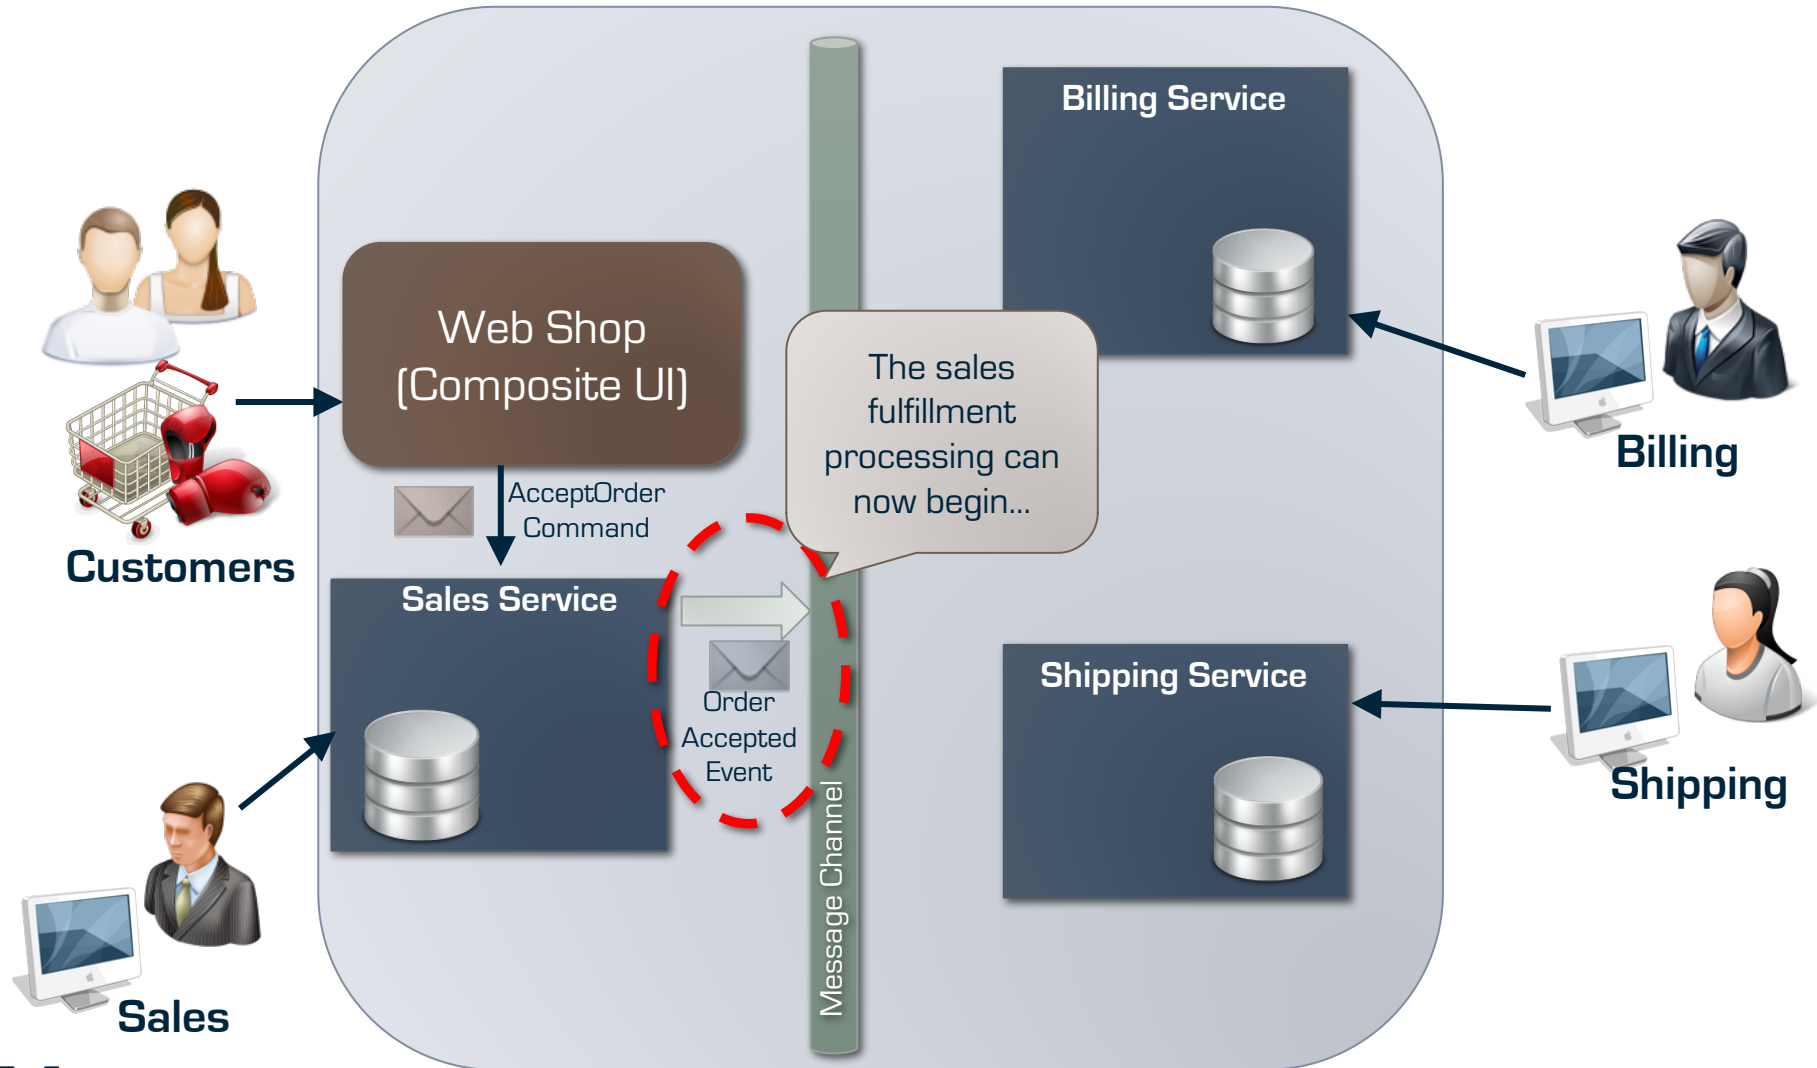 Billing Service
Web Shop
(Composite UI)
The sales
fulfillment
processing can
now begin...
Billing
AcceptOrder
Command
Customers
Sales Service
Shipping Service
Order
Accepted
Event
Message Channel
Shipping
Sales